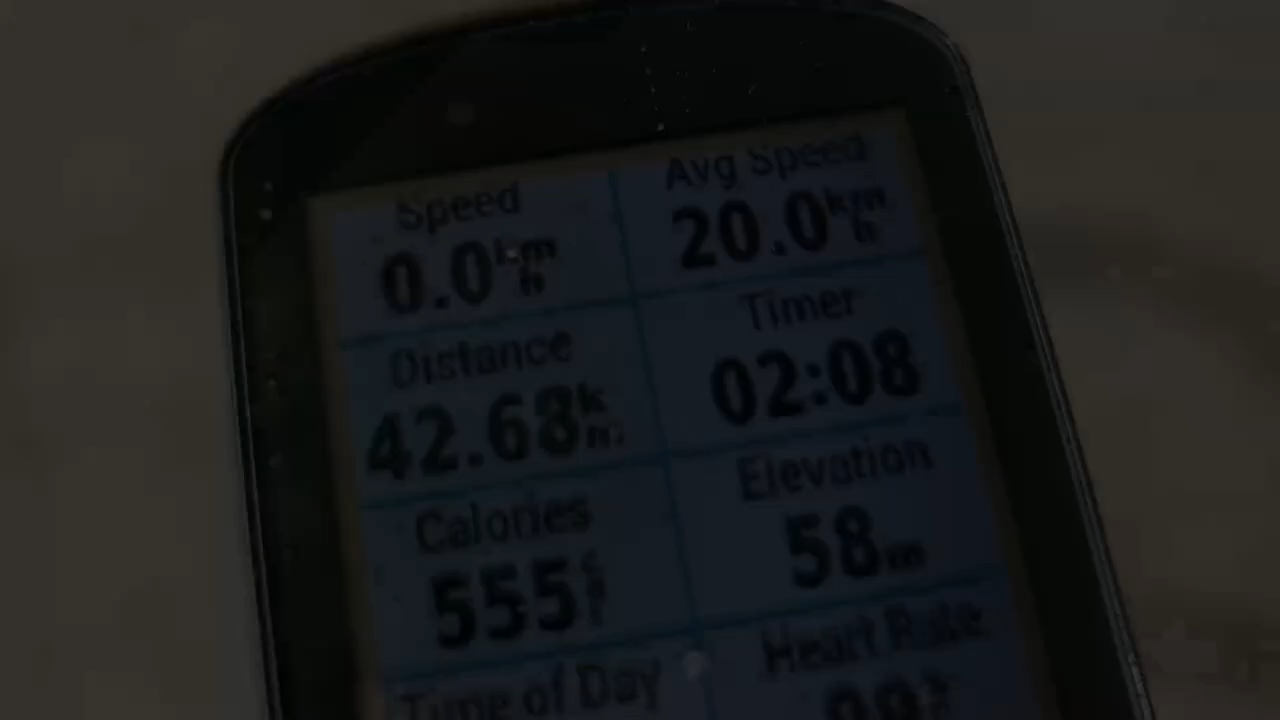 Speed
0.0 km/h
Avg Speed
20.0 km/h
Distance
42.68 km
Timer
02:08
Calories
555 cal
Elevation
58 m
Time of Day
Heart Rate